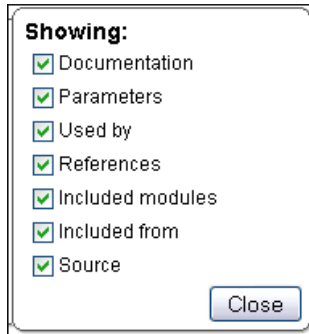 Showing:
Documentation
Parameters
Used by
References
Included modules
Included from
Source
Close